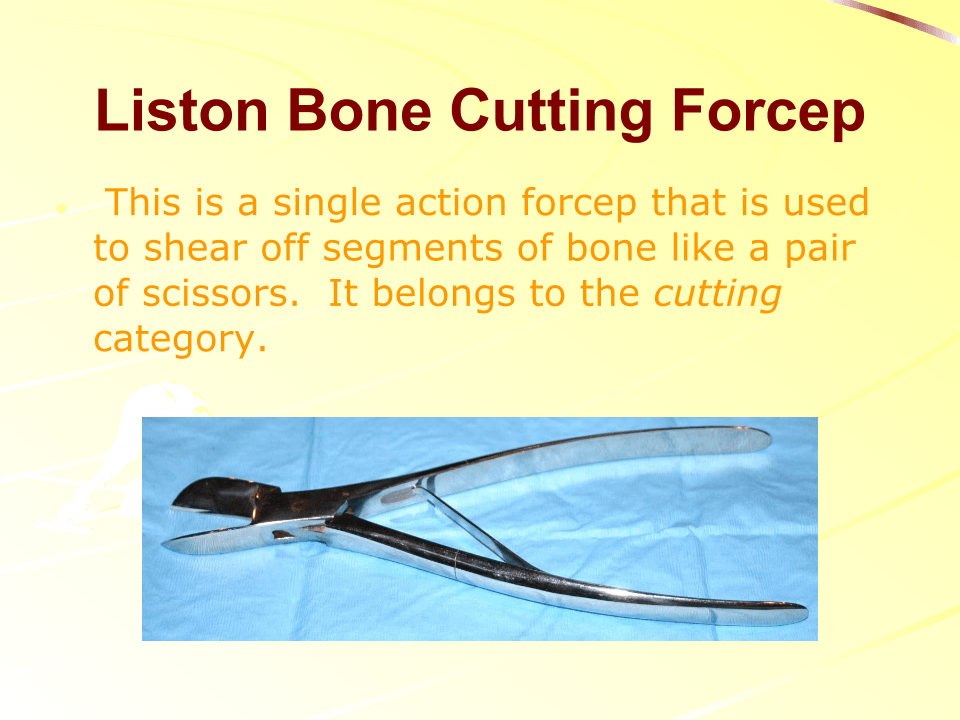 Liston Bone Cutting Forcep
• This is a single action forcep that is used
to shear off segments of bone like a pair
of scissors.  It belongs to the cutting
category.